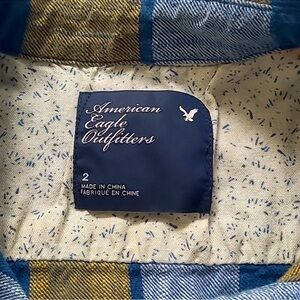 American
Eagle
Outfitters
2
MADE IN CHINA
FABRIQUÉ EN CHINE